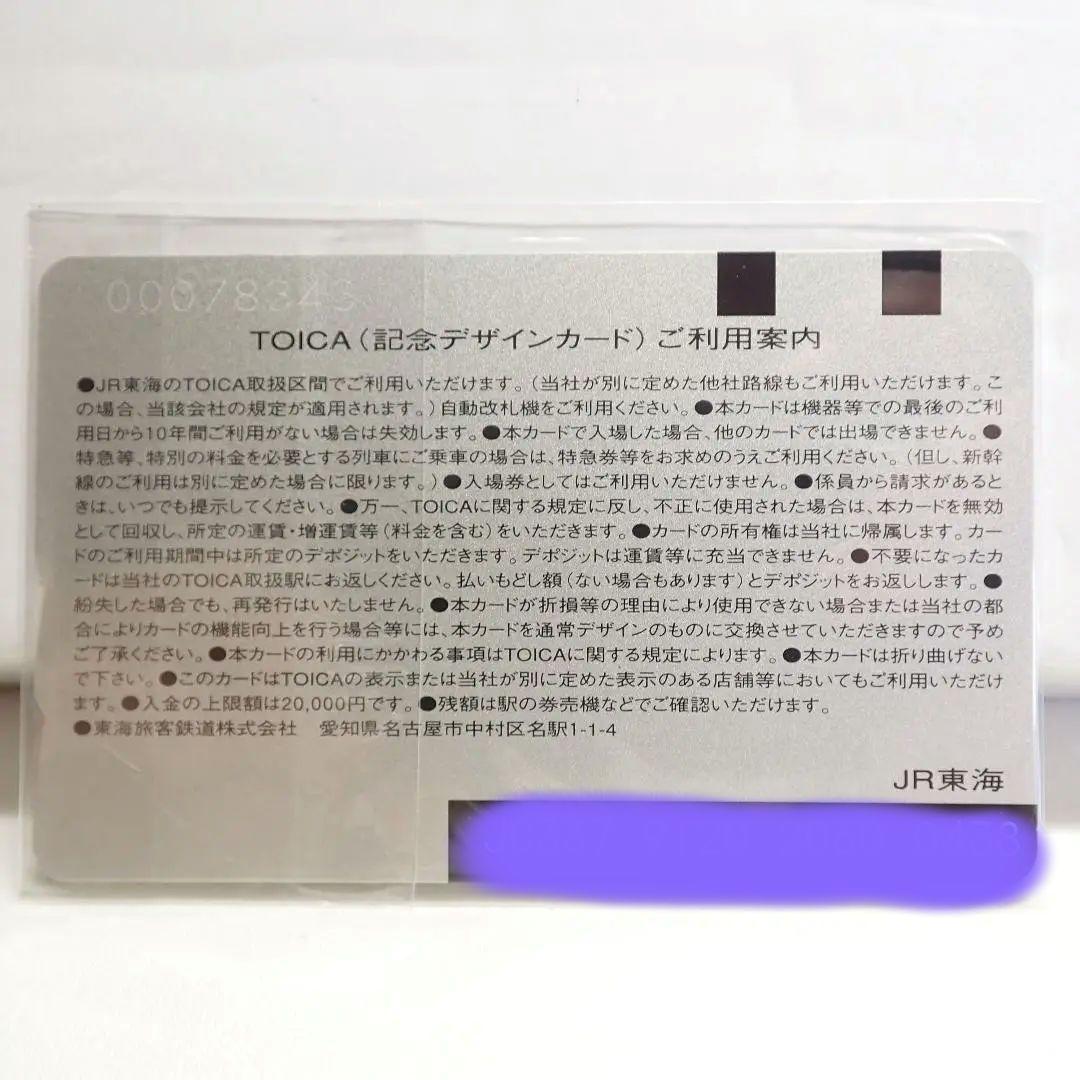 00078343
TOICA（記念デザインカード）ご利用案内
●JR東海のTOICA取扱区間でご利用いただけます。（当社が別に定めた他社路線もご利用いただけます。こ
の場合、当該会社の規定が適用されます。）自動改札機をご利用ください。●本カードは機器等での最後のご利
用日から10年間ご利用がない場合は失効します。●本カードで入場した場合、他のカードでは出場できません。●
特急等、特別の料金を必要とする列車にご乗車の場合は、特急券等をお求めのうえご利用ください。（但し、新幹
線のご利用は別に定めた場合に限ります。）●入場券としてはご利用いただけません。●係員から請求があると
きは、いつでも提示してください。●万一、TOICAに関する規定に反し、不正に使用された場合は、本カードを無効
として回収し、所定の運賃・増運賃等（料金を含む）をいただきます。●カードの所有権は当社に帰属します。カー
ドのご利用期間中は所定のデポジットをいただきます。デポジットは運賃等に充当できません。●不要になったカ
ードは当社のTOICA取扱駅にお返しください。払いもどし額（ない場合もあります）とデポジットをお返しします。●
紛失した場合でも、再発行はいたしません。●本カードが折損等の理由により使用できない場合または当社の都
合によりカードの機能向上を行う場合等には、本カードを通常デザインのものに交換させていただきますので予め
ご了承ください。●本カードの利用にかかわる事項はTOICAに関する規定によります。●本カードは折り曲げない
で下さい。●このカードはTOICAの表示または当社が別に定めた表示のある店舗等においてもご利用いただけ
ます。●入金の上限額は20,000円です。●残額は駅の券売機などでご確認いただけます。
●東海旅客鉄道株式会社　愛知県名古屋市中村区名駅1-1-4
JR東海